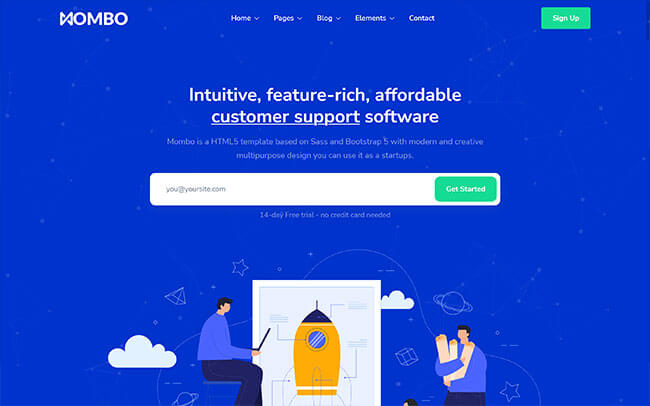 MOMBO
Home Pages Blog Elements Contact
Sign Up
Intuitive, feature-rich, affordable
customer support software
Mombo is a HTML5 template based on Sass and Bootstrap 5 with modern and creative
multipurpose design you can use it as a startups.
you@yoursite.com
Get Started
14-day Free trial - no credit card needed